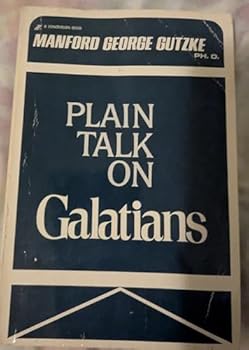 A ZONDERVAN BOOK
MANFORD GEORGE GUTZKE
PH. D.
PLAIN
TALK
ON
Galatians